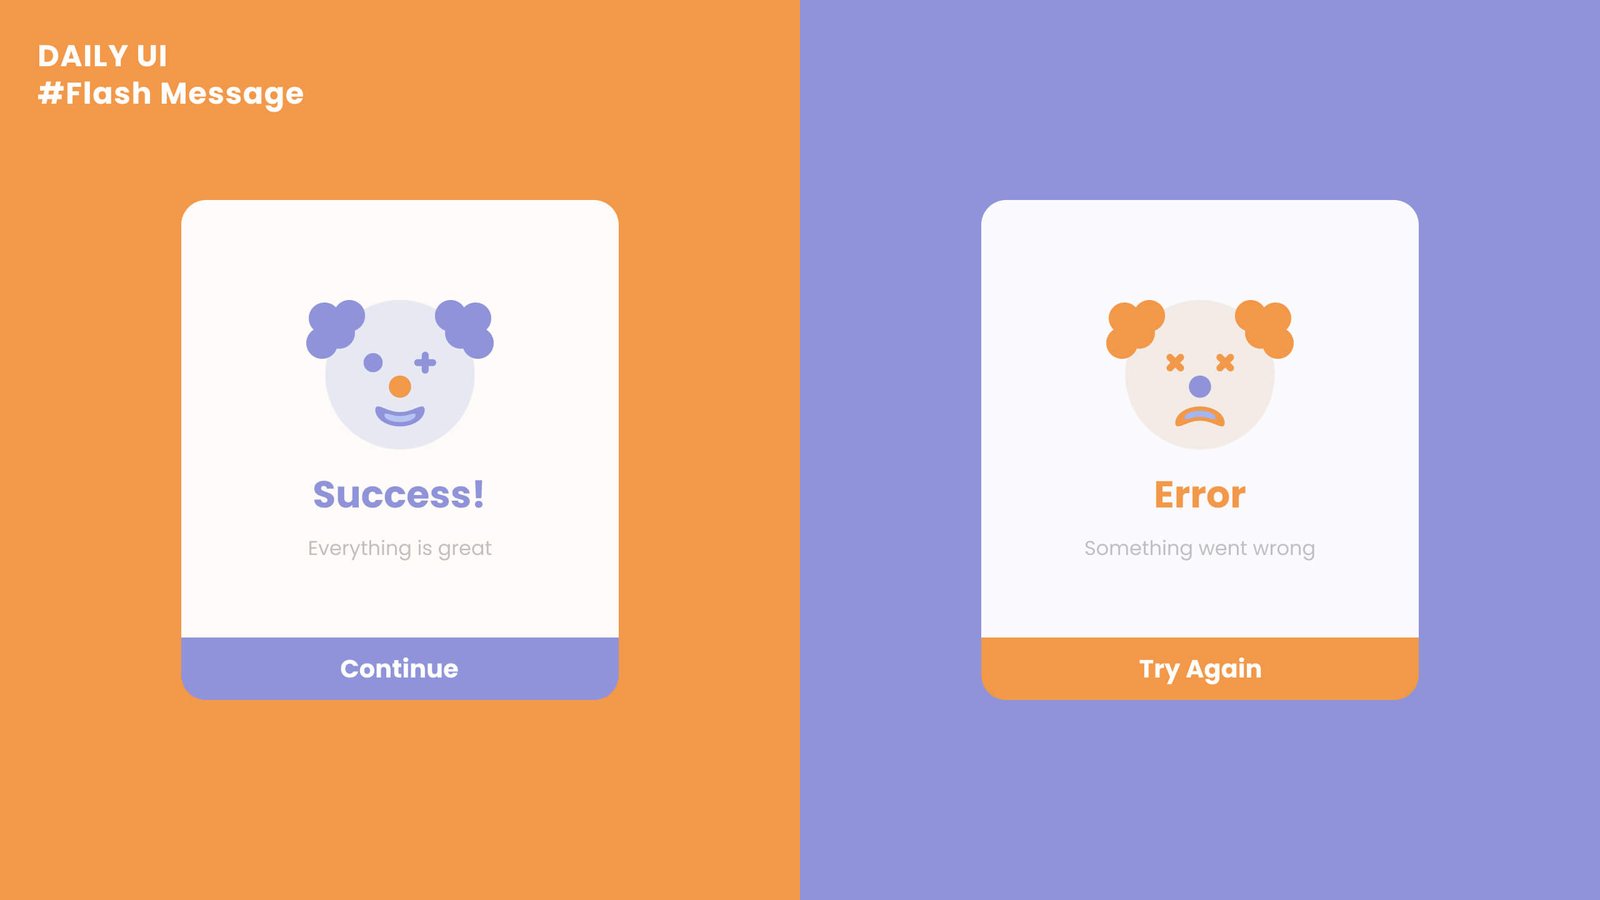 DAILY UI
#Flash Message
Success!
Everything is great
Continue
Error
Something went wrong
Try Again